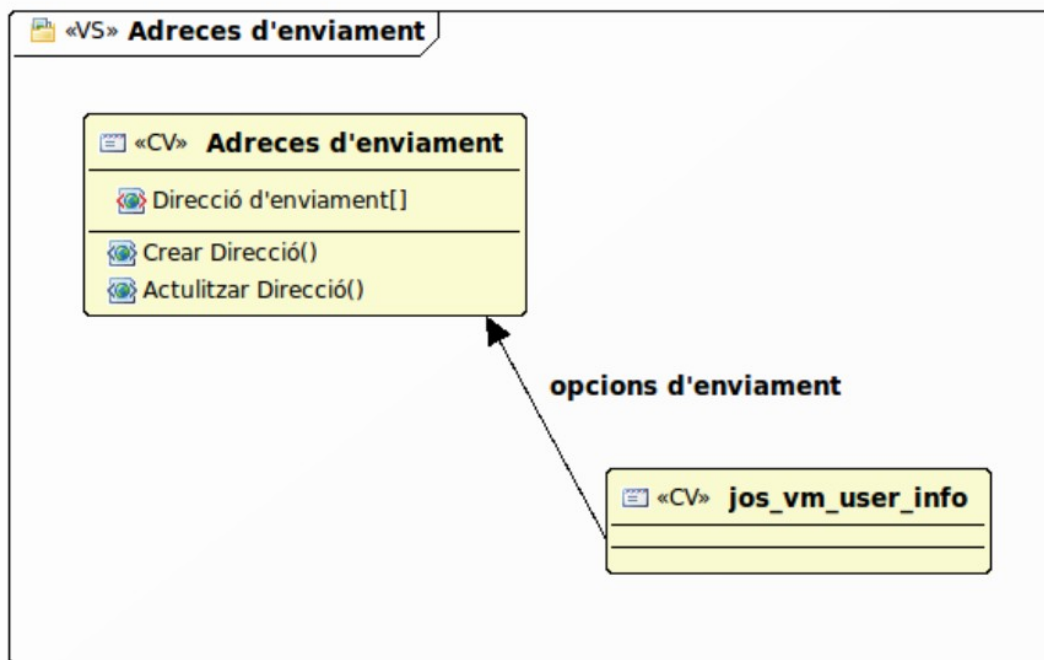 «VS» Adreces d'enviament
«CV» Adreces d'enviament
Direcció d'enviament[]
Crear Direcció()
Actulitzar Direcció()
opcions d'enviament
«CV» jos_vm_user_info